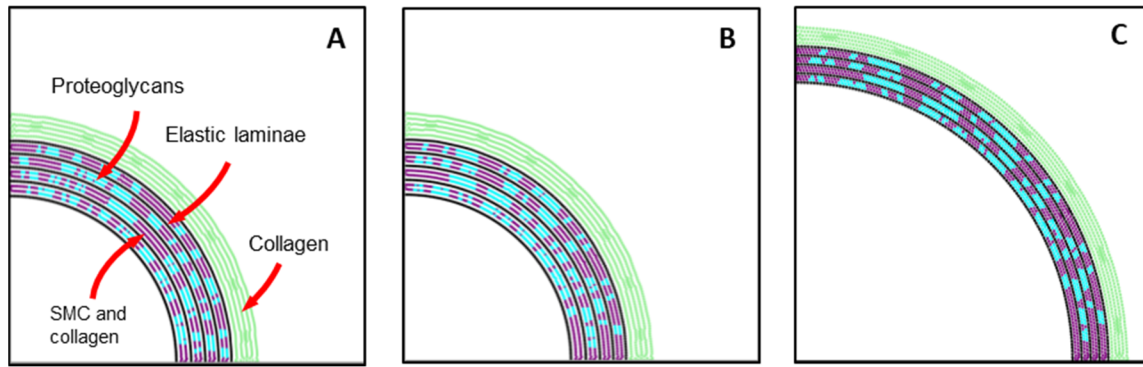 A
B
C
Proteoglycans
Elastic laminae
Collagen
SMC and
collagen